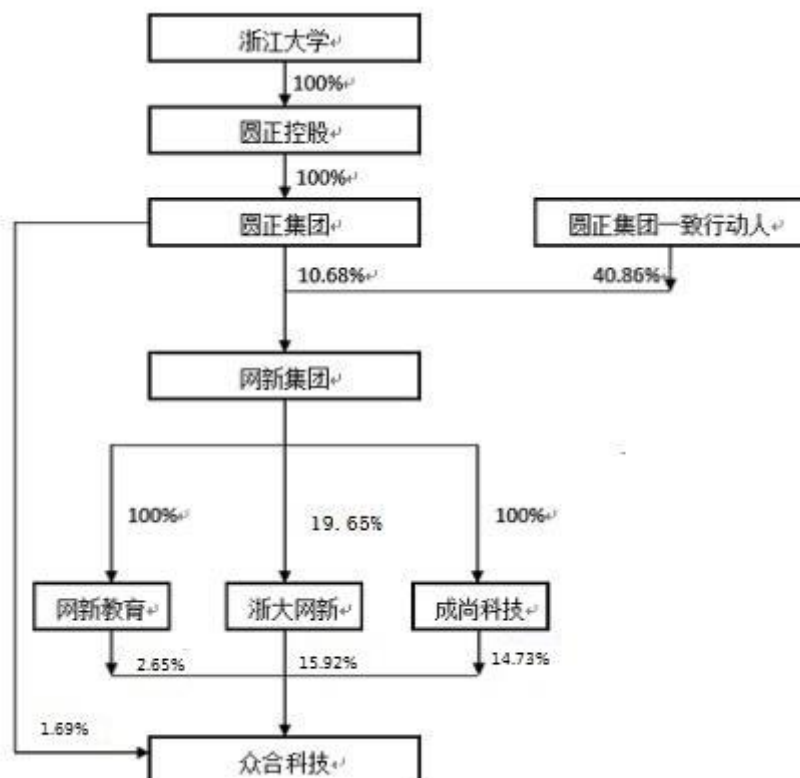 浙江大学
100%
圆正控股
100%
圆正集团
圆正集团一致行动人
10.68%
40.86%
网新集团
100%
19.65%
100%
网新教育
浙大网新
成尚科技
2.65%
15.92%
14.73%
1.69%
众合科技